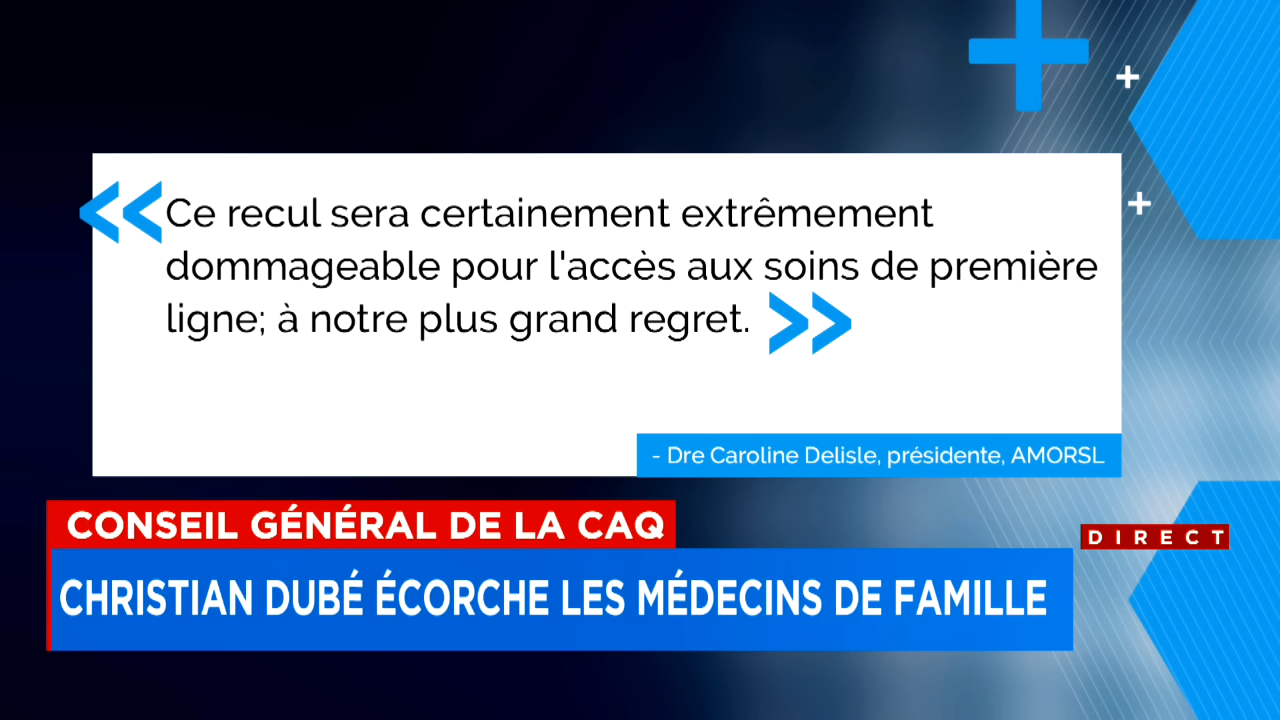 « Ce recul sera certainement extrêmement
dommageable pour l'accès aux soins de première
ligne; à notre plus grand regret. »
- Dre Caroline Delisle, présidente, AMORSL
CONSEIL GÉNÉRAL DE LA CAQ
DIRECT
CHRISTIAN DUBÉ ÉCORCHE LES MÉDECINS DE FAMILLE